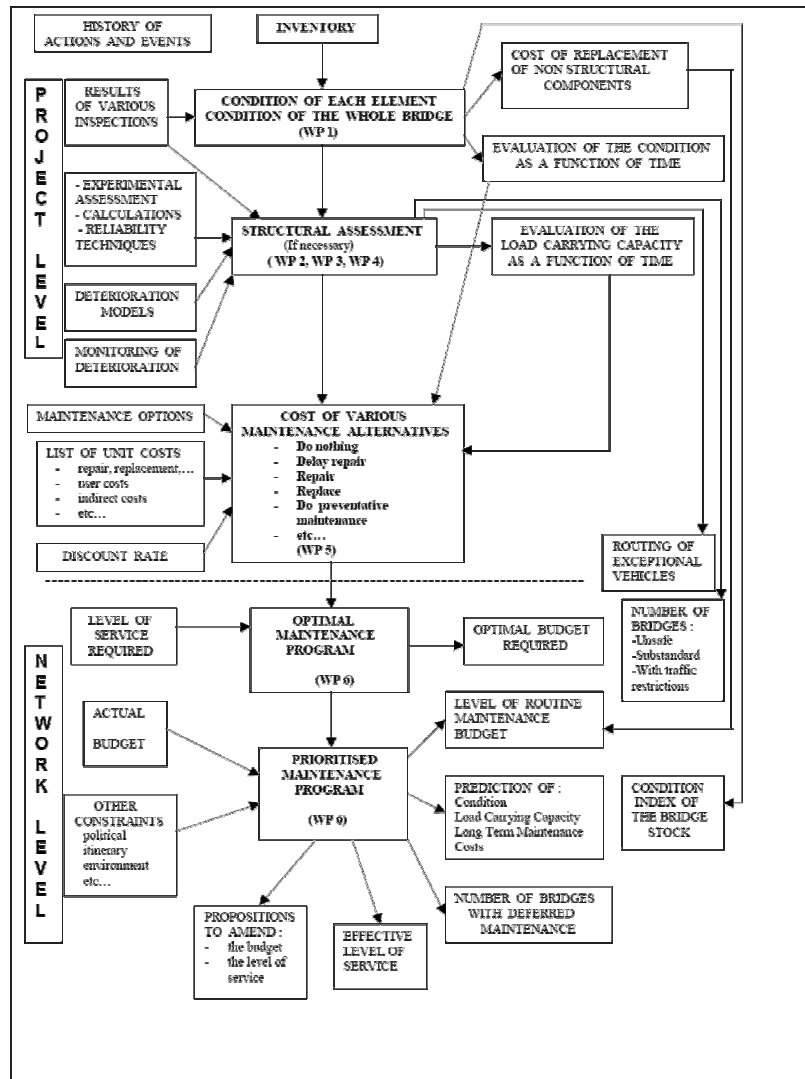 HISTORY OF
ACTIONS AND EVENTS
INVENTORY
COST OF REPLACEMENT
OF NON STRUCTURAL
COMPONENTS
PROJECT LEVEL
RESULTS
OF VARIOUS
INSPECTIONS
CONDITION OF EACH ELEMENT
CONDITION OF THE WHOLE BRIDGE
(WP 1)
EVALUATION OF THE CONDITION
AS A FUNCTION OF TIME
- EXPERIMENTAL
ASSESSMENT
- CALCULATIONS
- RELIABILITY
TECHNIQUES
STRUCTURAL ASSESSMENT
(If necessary)
( WP 2, WP 3, WP 4)
EVALUATION OF THE
LOAD CARRYING CAPACITY
AS A FUNCTION OF TIME
DETERIORATION
MODELS
MONITORING OF
DETERIORATION
MAINTENANCE OPTIONS
LIST OF UNIT COSTS
- repair, replacement,…
- user costs
- indirect costs
- etc…
DISCOUNT RATE
COST OF VARIOUS
MAINTENANCE ALTERNATIVES
- Do nothing
- Delay repair
- Repair
- Replace
- Do preventative
maintenance
- etc…
(WP 5)
ROUTING OF
EXCEPTIONAL
VEHICLES
NETWORK LEVEL
LEVEL OF
SERVICE
REQUIRED
OPTIMAL
MAINTENANCE
PROGRAM
(WP 6)
OPTIMAL BUDGET
REQUIRED
NUMBER OF
BRIDGES :
-Unsafe
-Substandard
-With traffic
restrictions
ACTUAL
BUDGET
LEVEL OF ROUTINE
MAINTENANCE
BUDGET
PRIORITISED
MAINTENANCE
PROGRAM
(WP 6)
OTHER
CONSTRAINTS
political
itinerary
environment
etc…
PREDICTION OF :
Condition
Load Carrying Capacity
Long Term Maintenance
Costs
CONDITION
INDEX OF
THE BRIDGE
STOCK
PROPOSITIONS
TO AMEND :
- the budget
- the level of
service
EFFECTIVE
LEVEL OF
SERVICE
NUMBER OF BRIDGES
WITH DEFERRED
MAINTENANCE